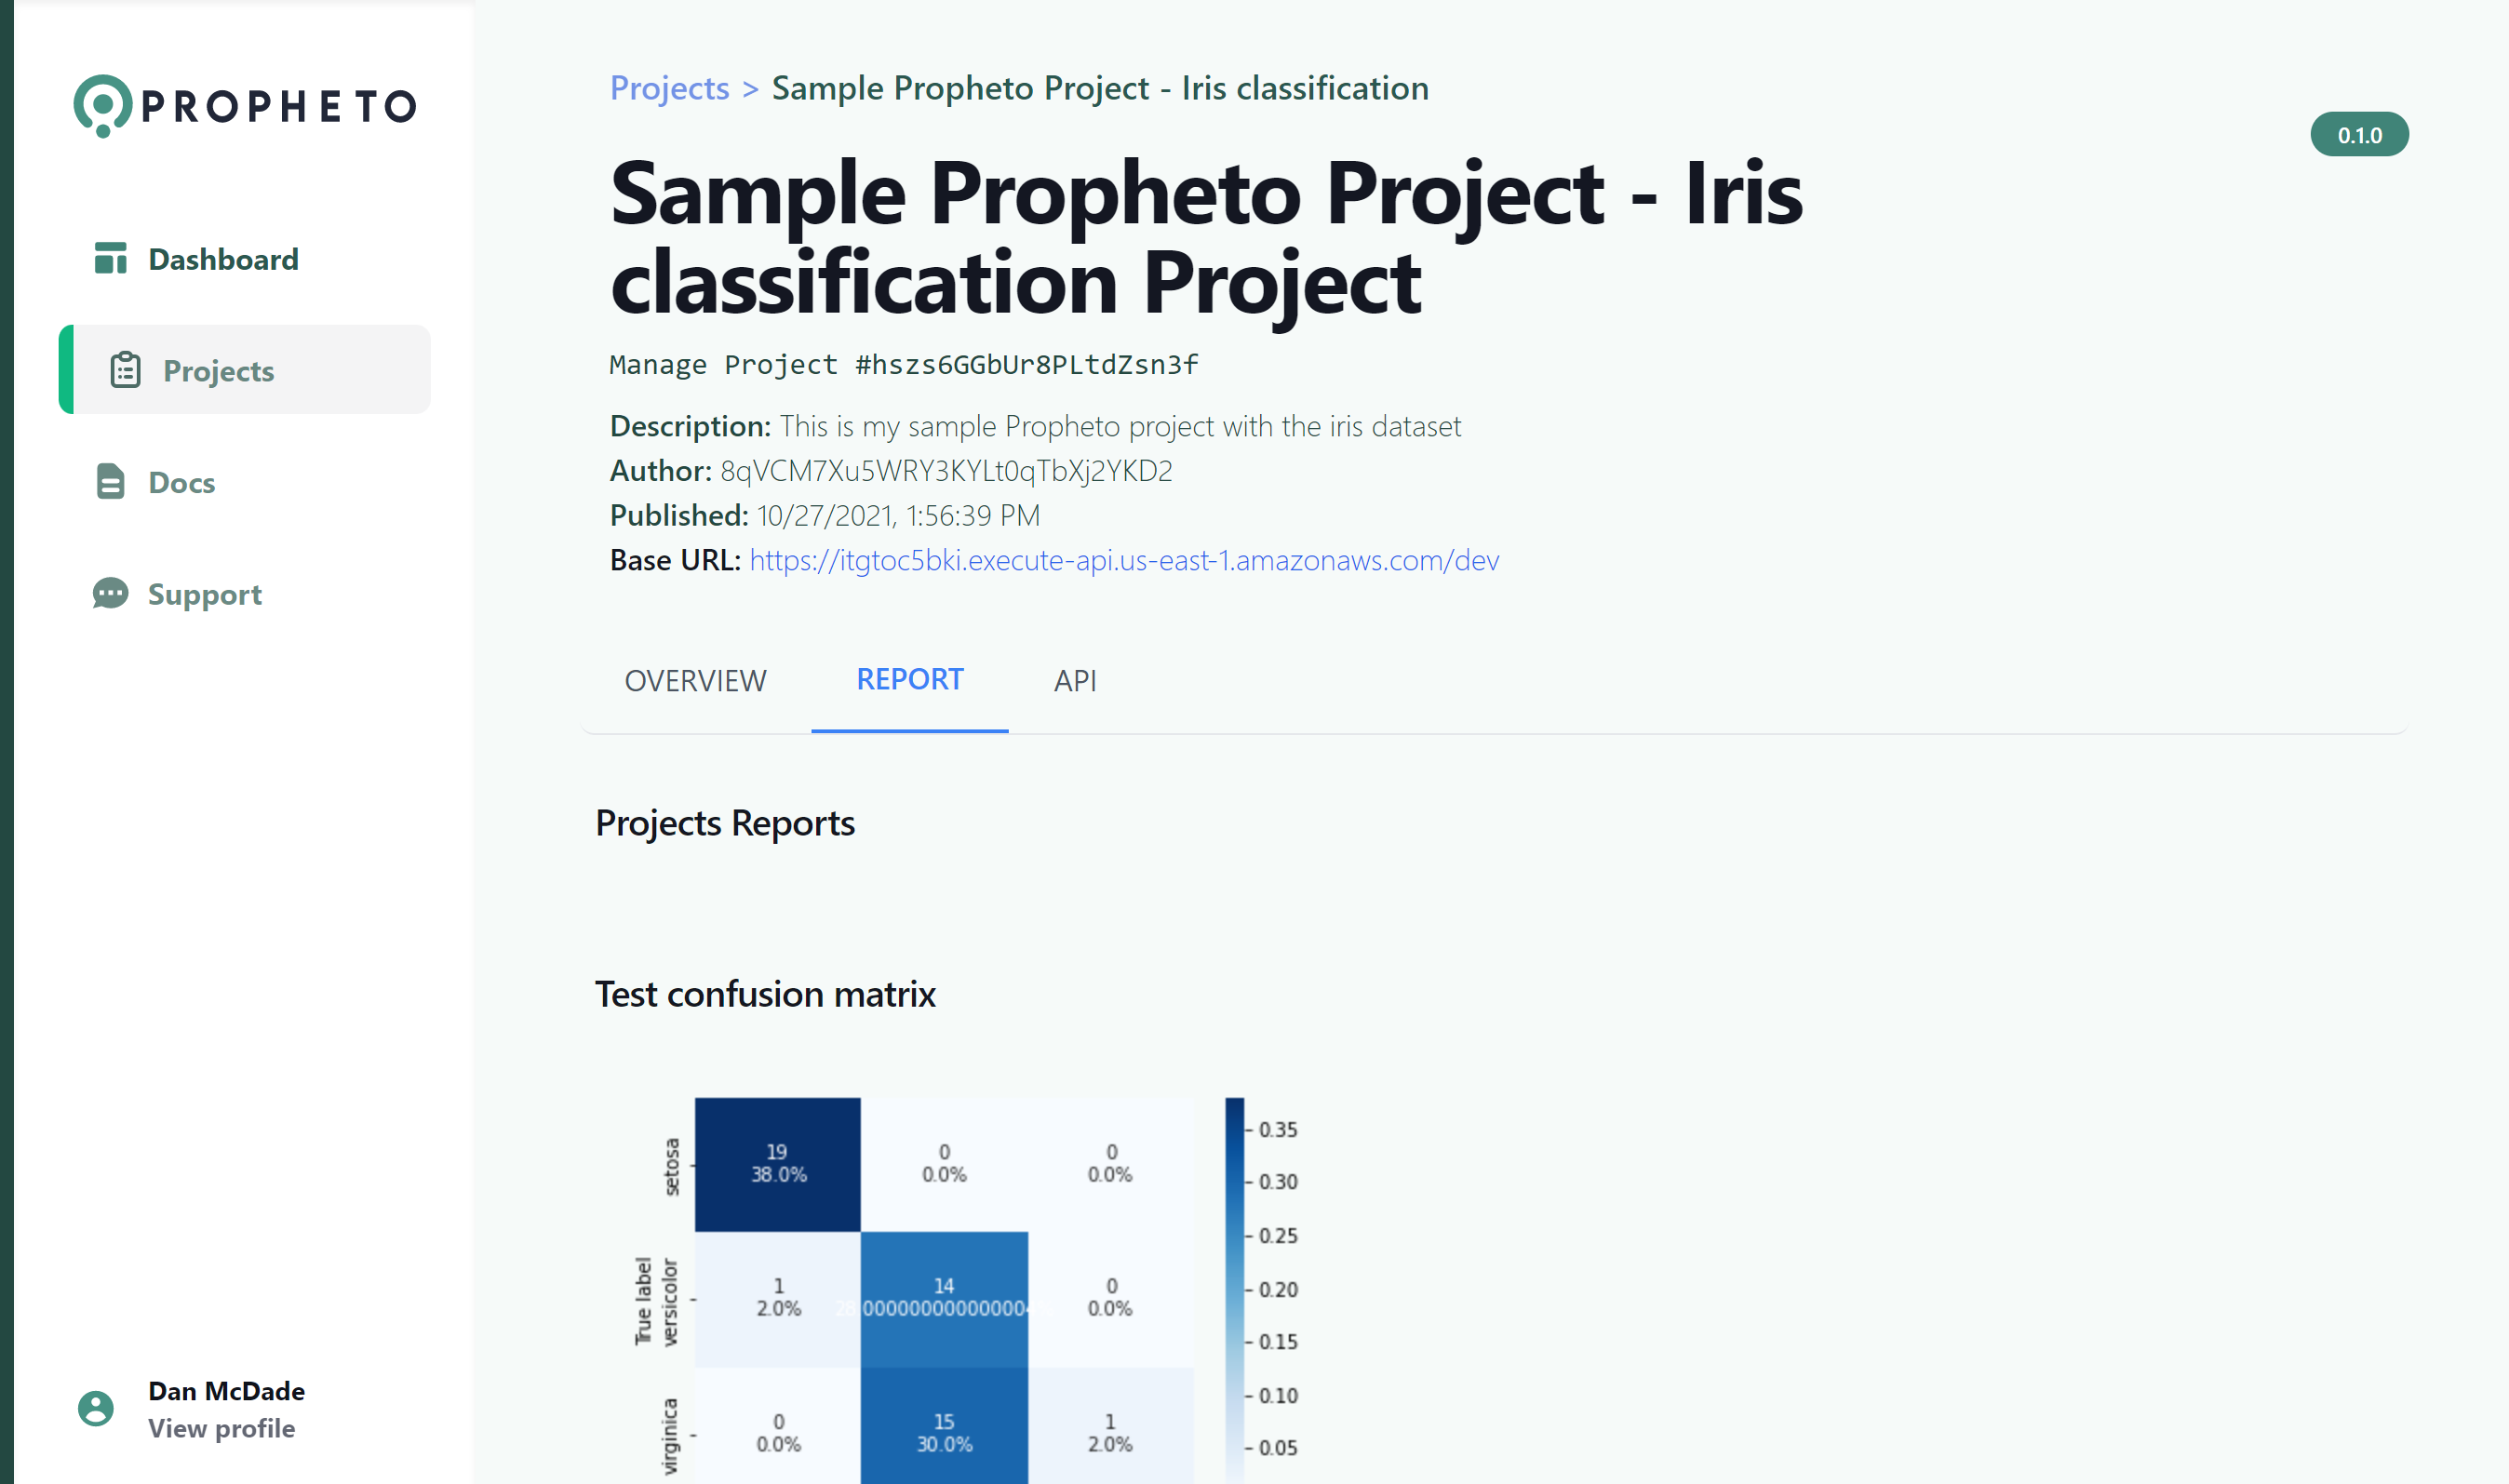 PROPHETO
Dashboard
Projects
Docs
Support
Dan McDade
View profile
Projects > Sample Propheto Project - Iris classification
0.1.0
Sample Propheto Project - Iris
classification Project
Manage Project #hszs6GGbUr8PLtdZsn3f
Description: This is my sample Propheto project with the iris dataset
Author: 8qVCM7Xu5WRY3KYLt0qTbXj2YKD2
Published: 10/27/2021, 1:56:39 PM
Base URL: https://itgtoc5bki.execute-api.us-east-1.amazonaws.com/dev
OVERVIEW REPORT API
Projects Reports
Test confusion matrix
True label
setosa
19 0 0
38.0% 0.0% 0.0%
versicolor
1 14 0
2.0% 0.0%
virginica
0 15 1
0.0% 30.0% 2.0%
0.35
0.30
0.25
0.20
0.15
0.10
0.05